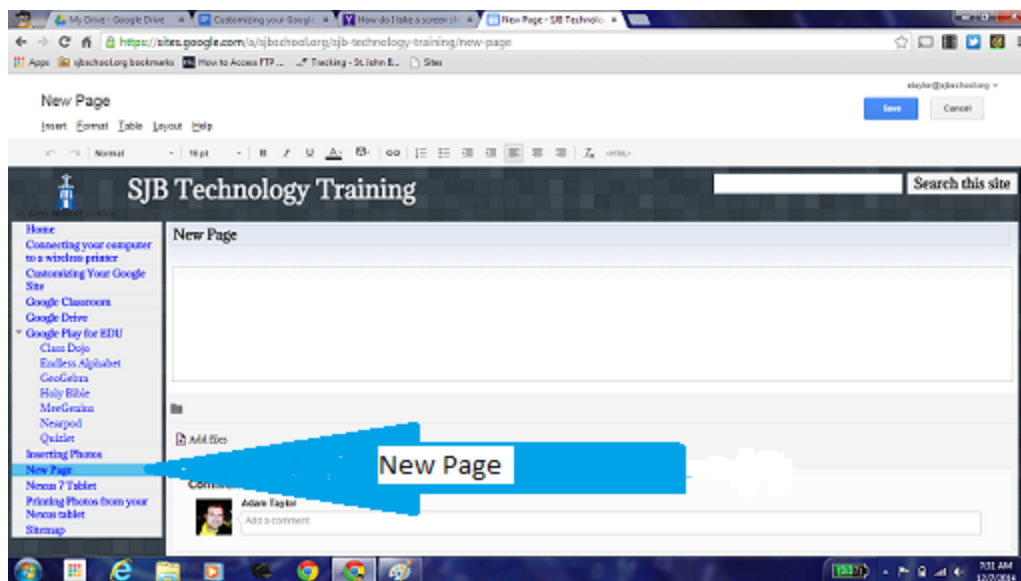 My Drive - Google Drive
Customizing your Google
How do I take a screen sh
New Page - SJB Technolo
https://sites.google.com/a/sjbschool.org/sjb-technology-training/new-page
Apps sjbschool.org bookmarks How to Access FTP ... Tracking - St. John B... Sites
New Page
Save Cancel
Insert Format Table Layout Help
Normal 10 pt B I U A <HTML>
SJB Technology Training
Search this site
Home
Connecting your computer
to a wireless printer
Customizing Your Google
Site
Google Classroom
Google Drive
Google Play for EDU
Class Dojo
Endless Alphabet
GeoGebra
Holy Bible
MeeGenius
Nearpod
Quizlet
Inserting Photos
New Page
Nexus 7 Tablet
Printing Photos from your
Nexus tablet
Sitemap
New Page
Add files
New Page
Adam Taylor
Add a comment
7:31 AM